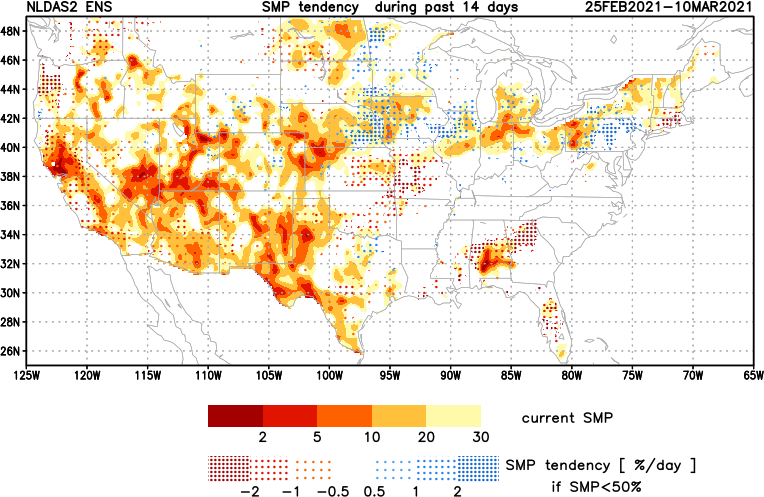 NLDAS2 ENS SMP tendency during past 14 days 25FEB2021-10MAR2021
48N
46N
44N
42N
40N
38N
36N
34N
32N
30N
28N
26N
125W 120W 115W 110W 105W 100W 95W 90W 85W 80W 75W 70W 65W
current SMP
2 5 10 20 30
SMP tendency [ %/day ]
if SMP<50%
-2 -1 -0.5 0.5 1 2